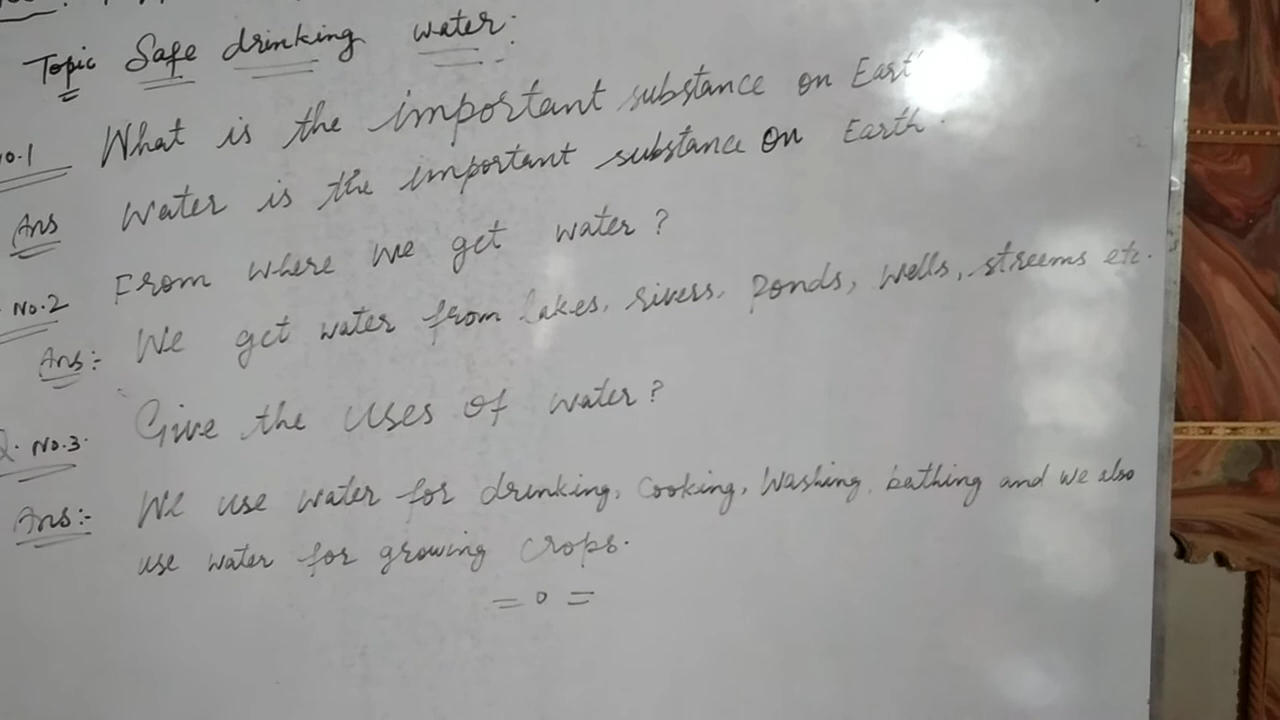 Topic Safe drinking water:
No.1 What is the important substance on Eart
Ans Water is the important substance on Earth.
No.2 From where we get water?
Ans:- We get water from lakes, rivers, ponds, wells, streems etc.
Q. No.3. Give the uses of water?
Ans:- We use water for drinking, cooking, Washing, bathing and we also
use water for growing crops.
= 0 =